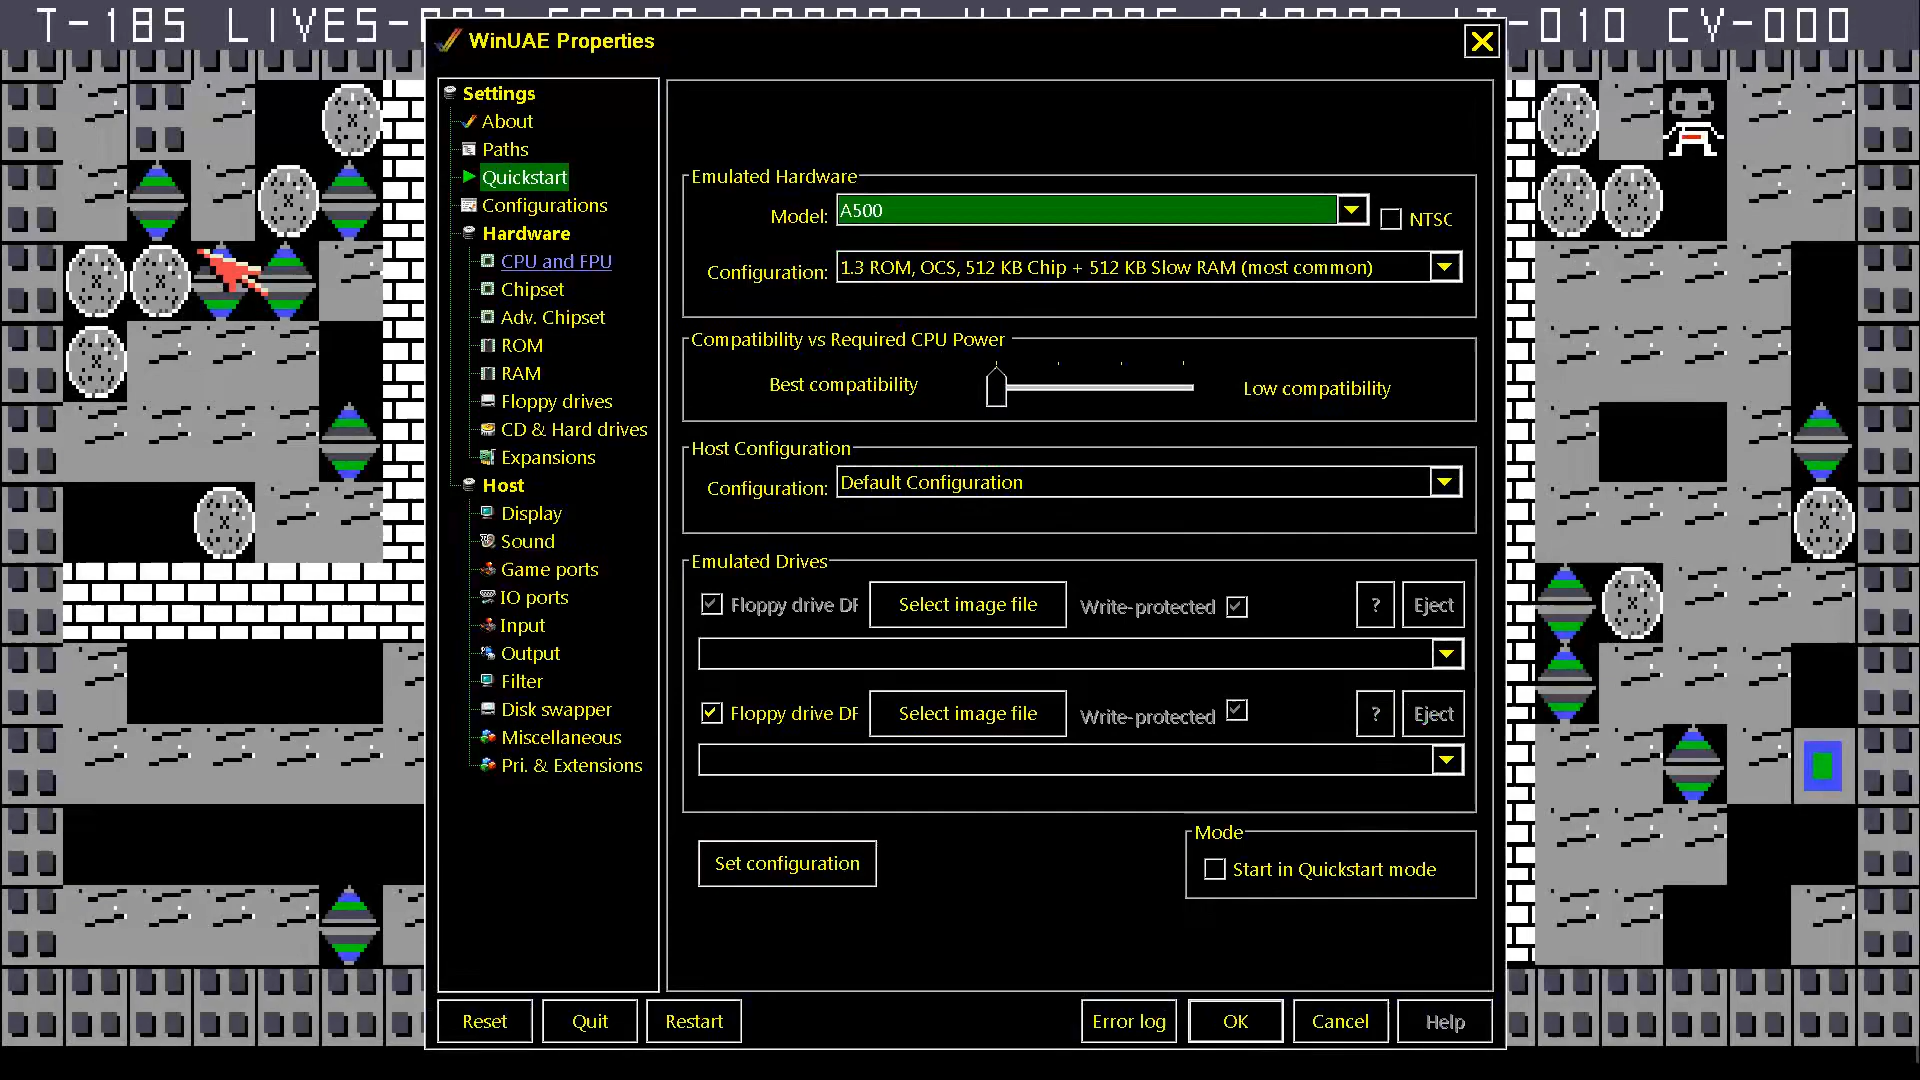 T-185 LIVES-
-010 CV-000
WinUAE Properties
Settings
About
Paths
Quickstart
Configurations
Hardware
CPU and FPU
Chipset
Adv. Chipset
ROM
RAM
Floppy drives
CD & Hard drives
Expansions
Host
Display
Sound
Game ports
IO ports
Input
Output
Filter
Disk swapper
Miscellaneous
Pri. & Extensions
Emulated Hardware
Model: A500 NTSC
Configuration: 1.3 ROM, OCS, 512 KB Chip + 512 KB Slow RAM (most common)
Compatibility vs Required CPU Power
Best compatibility Low compatibility
Host Configuration
Configuration: Default Configuration
Emulated Drives
Floppy drive DF Select image file Write-protected ? Eject
Floppy drive DF Select image file Write-protected ? Eject
Set configuration
Mode
Start in Quickstart mode
Reset Quit Restart Error log OK Cancel Help